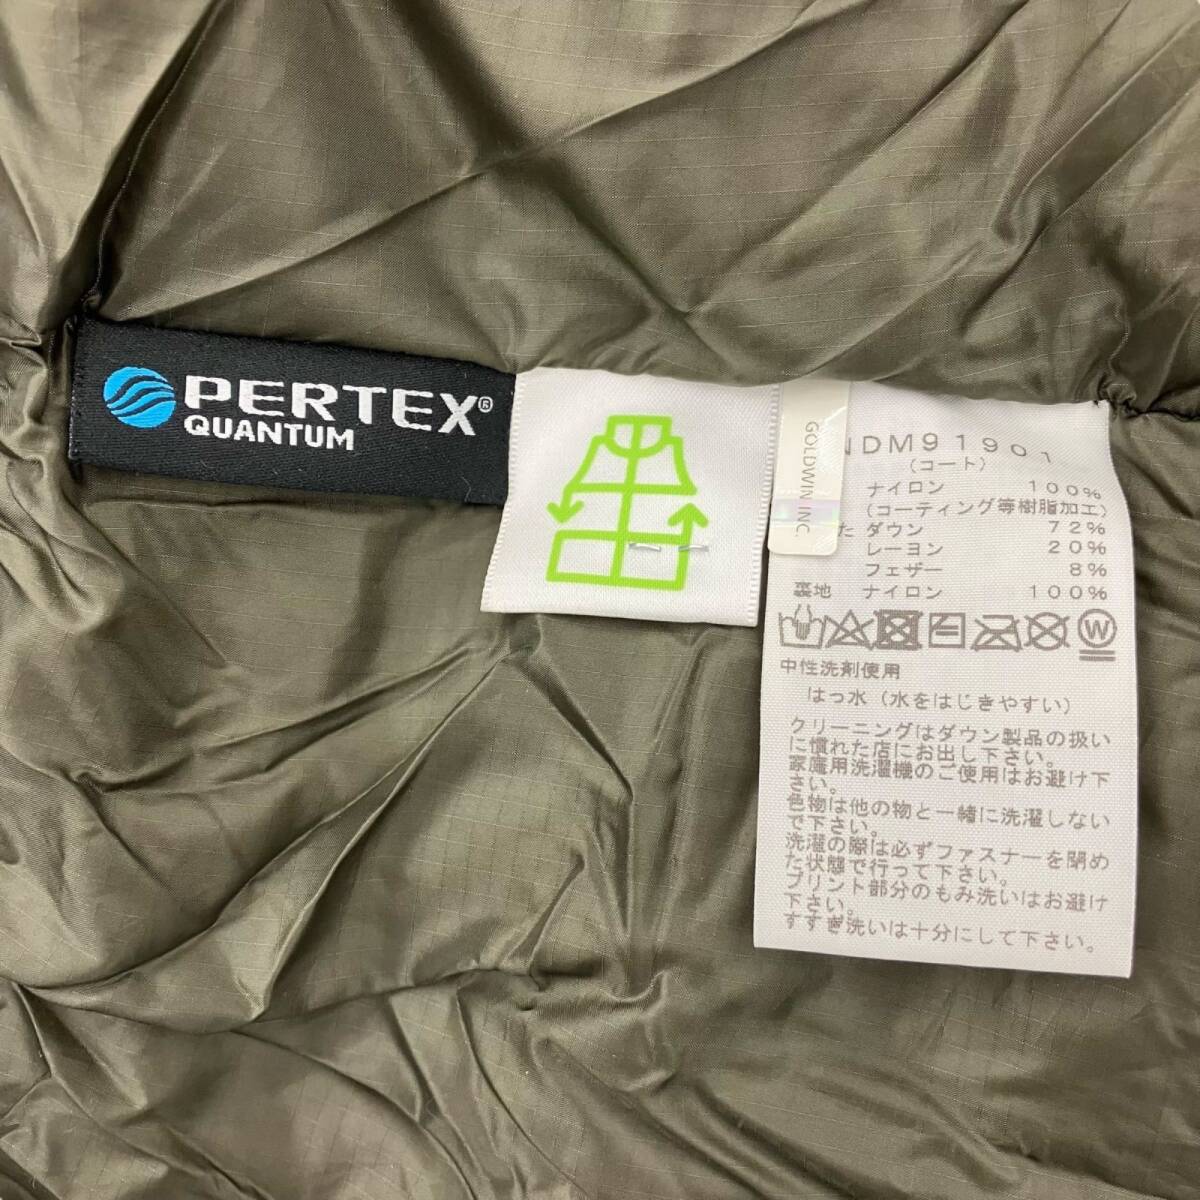 PERTEX®
QUANTUM
GOLDWIN INC.
NDM91901
(コート)
ナイロン 100%
(コーティング等樹脂加工)
た ダウン 72%
レーヨン 20%
フェザー 8%
裏地 ナイロン 100%
W
中性洗剤使用
はっ水(水をはじきやすい)
クリーニングはダウン製品の扱い
に慣れた店にお出し下さい。
家庭用洗濯機のご使用はお避け下
さい。
色物は他の物と一緒に洗濯しない
で下さい。
洗濯の際は必ずファスナーを閉め
た状態で行って下さい。
プリント部分のもみ洗いはお避け
下さい。
すすぎ洗いは十分にして下さい。